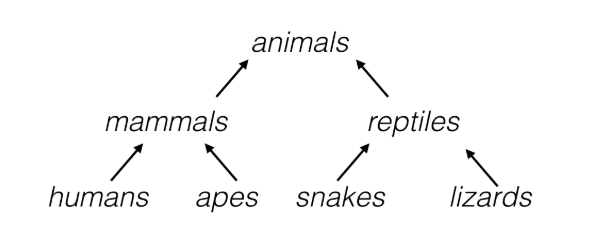 animals
mammals reptiles
humans apes snakes lizards